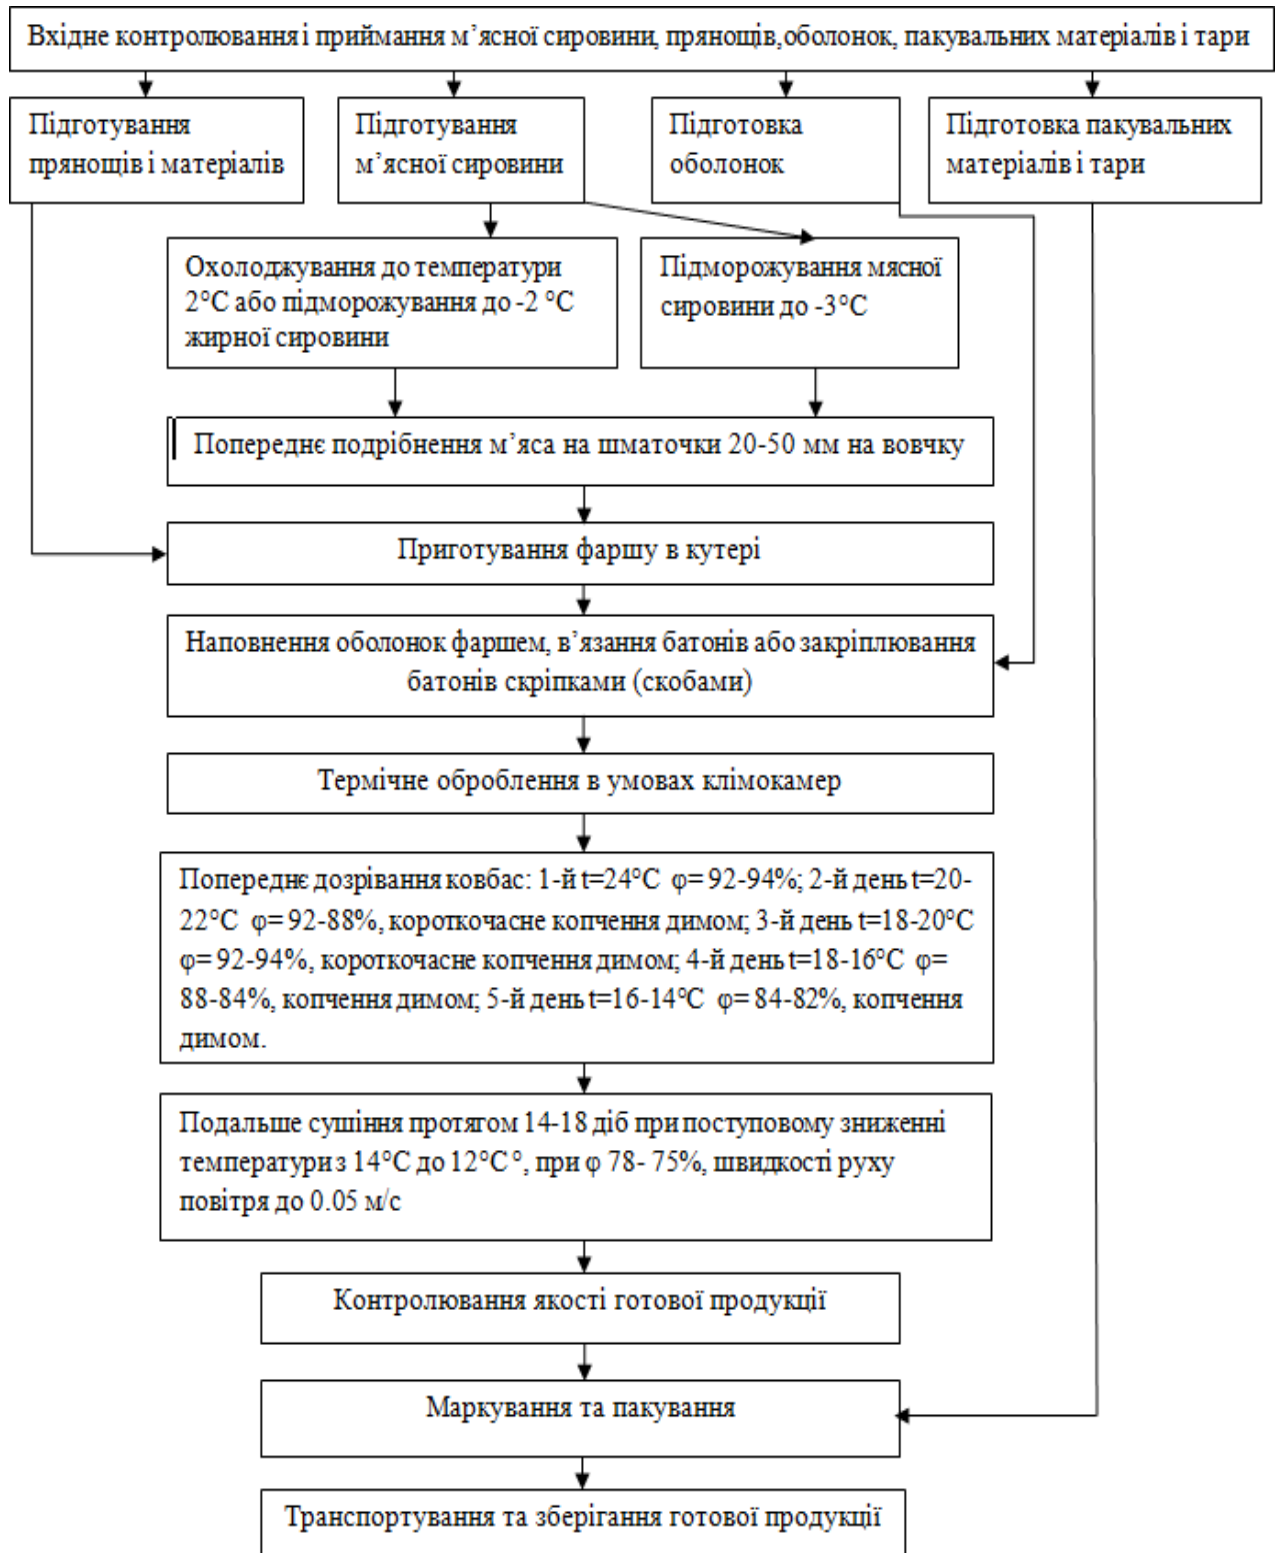 Вхідне контролювання і приймання м’ясної сировини, прянощів,оболонок, пакувальних матеріалів і тари
Підготування
прянощів і матеріалів
Підготування
м’ясної сировини
Підготовка
оболонок
Підготовка пакувальних
матеріалів і тари
Охолоджування до температури
2°С або підморожування до -2 °С
жирної сировини
Підморожування мясної
сировини до -3°С
Попереднє подрібнення м’яса на шматочки 20-50 мм на вовчку
Приготування фаршу в кутері
Наповнення оболонок фаршем, в’язання батонів або закріплювання
батонів скріпками (скобами)
Термічне оброблення в умовах клімокамер
Попереднє дозрівання ковбас: 1-й t=24°С φ= 92-94%; 2-й день t=20-
22°С φ= 92-88%, короткочасне копчення димом; 3-й день t=18-20°С
φ= 92-94%, короткочасне копчення димом; 4-й день t=18-16°С φ=
88-84%, копчення димом; 5-й день t=16-14°С φ= 84-82%, копчення
димом.
Подальше сушіння протягом 14-18 діб при поступовому зниженні
температури з 14°С до 12°С °, при φ 78- 75%, швидкості руху
повітря до 0.05 м/с
Контролювання якості готової продукції
Маркування та пакування
Транспортування та зберігання готової продукції